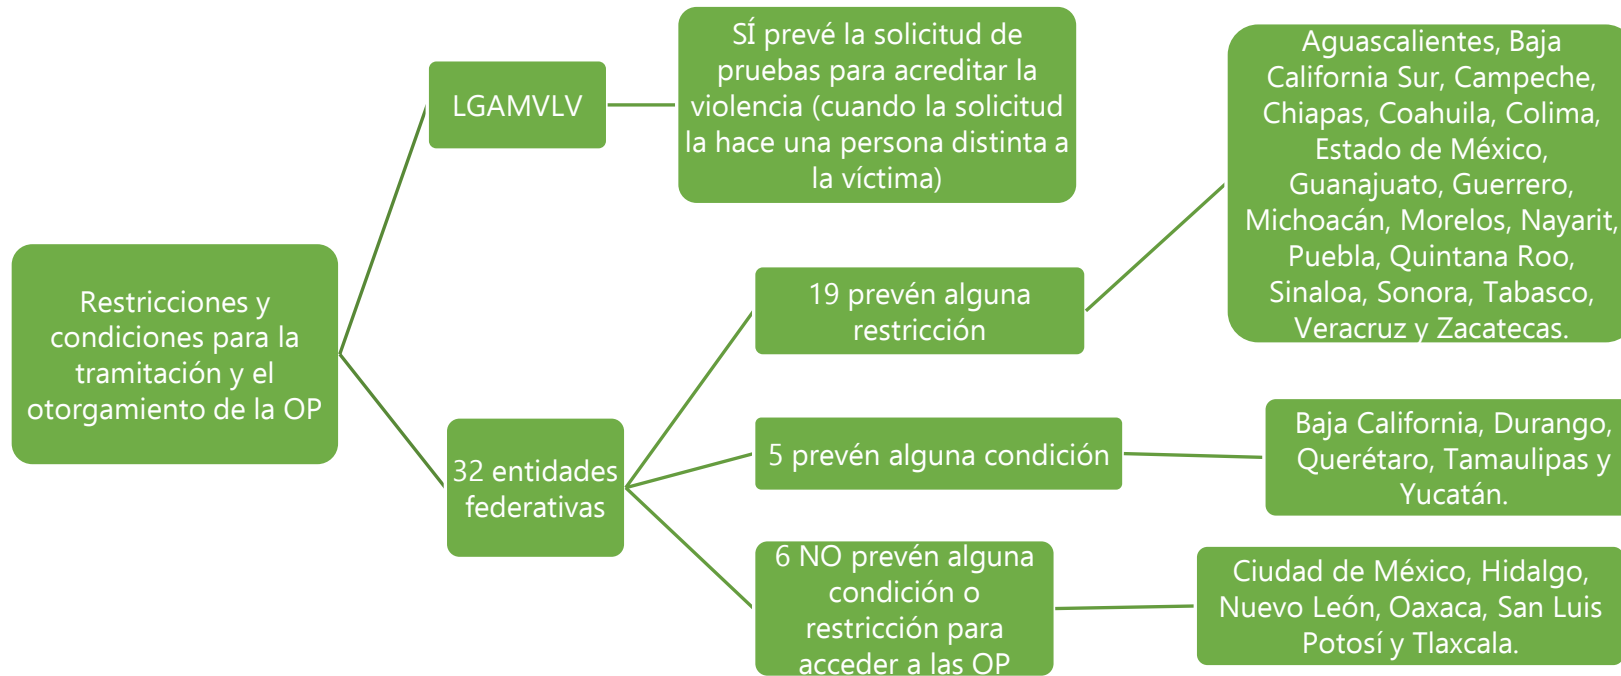 Restricciones y
condiciones para la
tramitación y el
otorgamiento de la OP
LGAMVLV
SÍ prevé la solicitud de
pruebas para acreditar la
violencia (cuando la solicitud
la hace una persona distinta a
la víctima)
32 entidades
federativas
19 prevén alguna
restricción
Aguascalientes, Baja
California Sur, Campeche,
Chiapas, Coahuila, Colima,
Estado de México,
Guanajuato, Guerrero,
Michoacán, Morelos, Nayarit,
Puebla, Quintana Roo,
Sinaloa, Sonora, Tabasco,
Veracruz y Zacatecas.
5 prevén alguna condición
Baja California, Durango,
Querétaro, Tamaulipas y
Yucatán.
6 NO prevén alguna
condición o
restricción para
acceder a las OP
Ciudad de México, Hidalgo,
Nuevo León, Oaxaca, San Luis
Potosí y Tlaxcala.